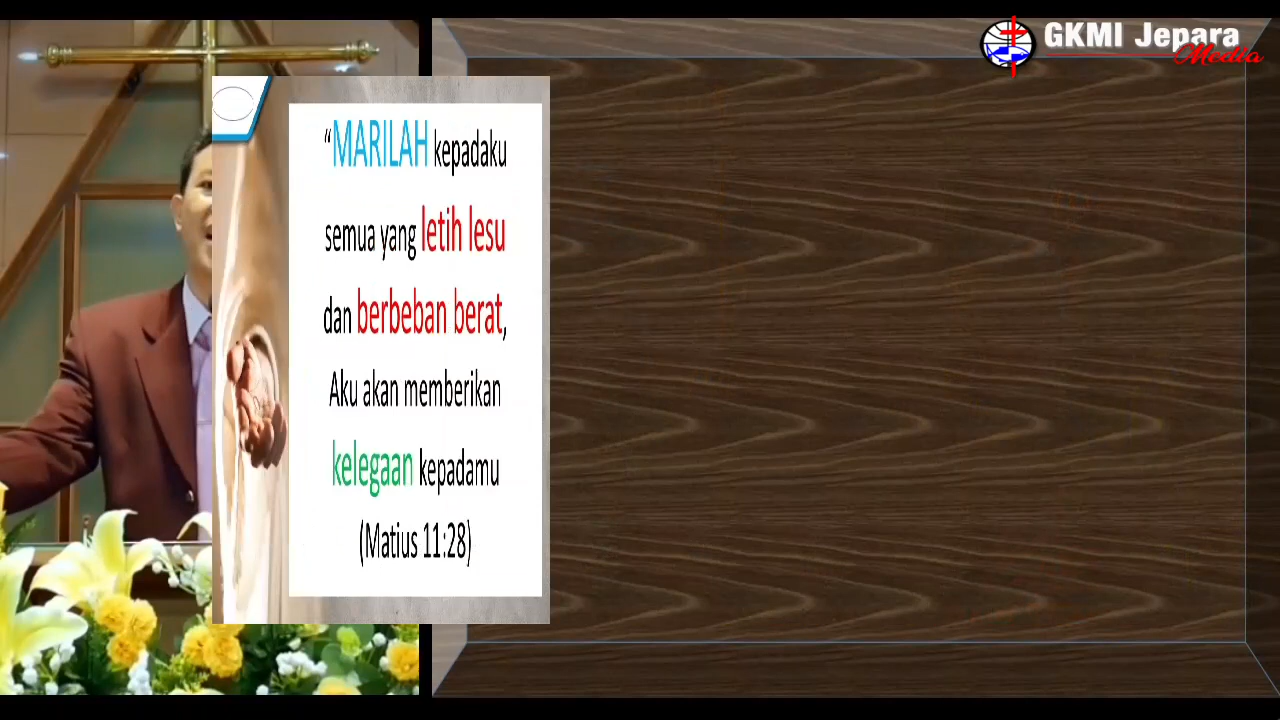 GKMI Jepara
Media
“MARILAH kepadaku
semua yang letih lesu
dan berbeban berat,
Aku akan memberikan
kelegaan kepadamu
(Matius 11:28)